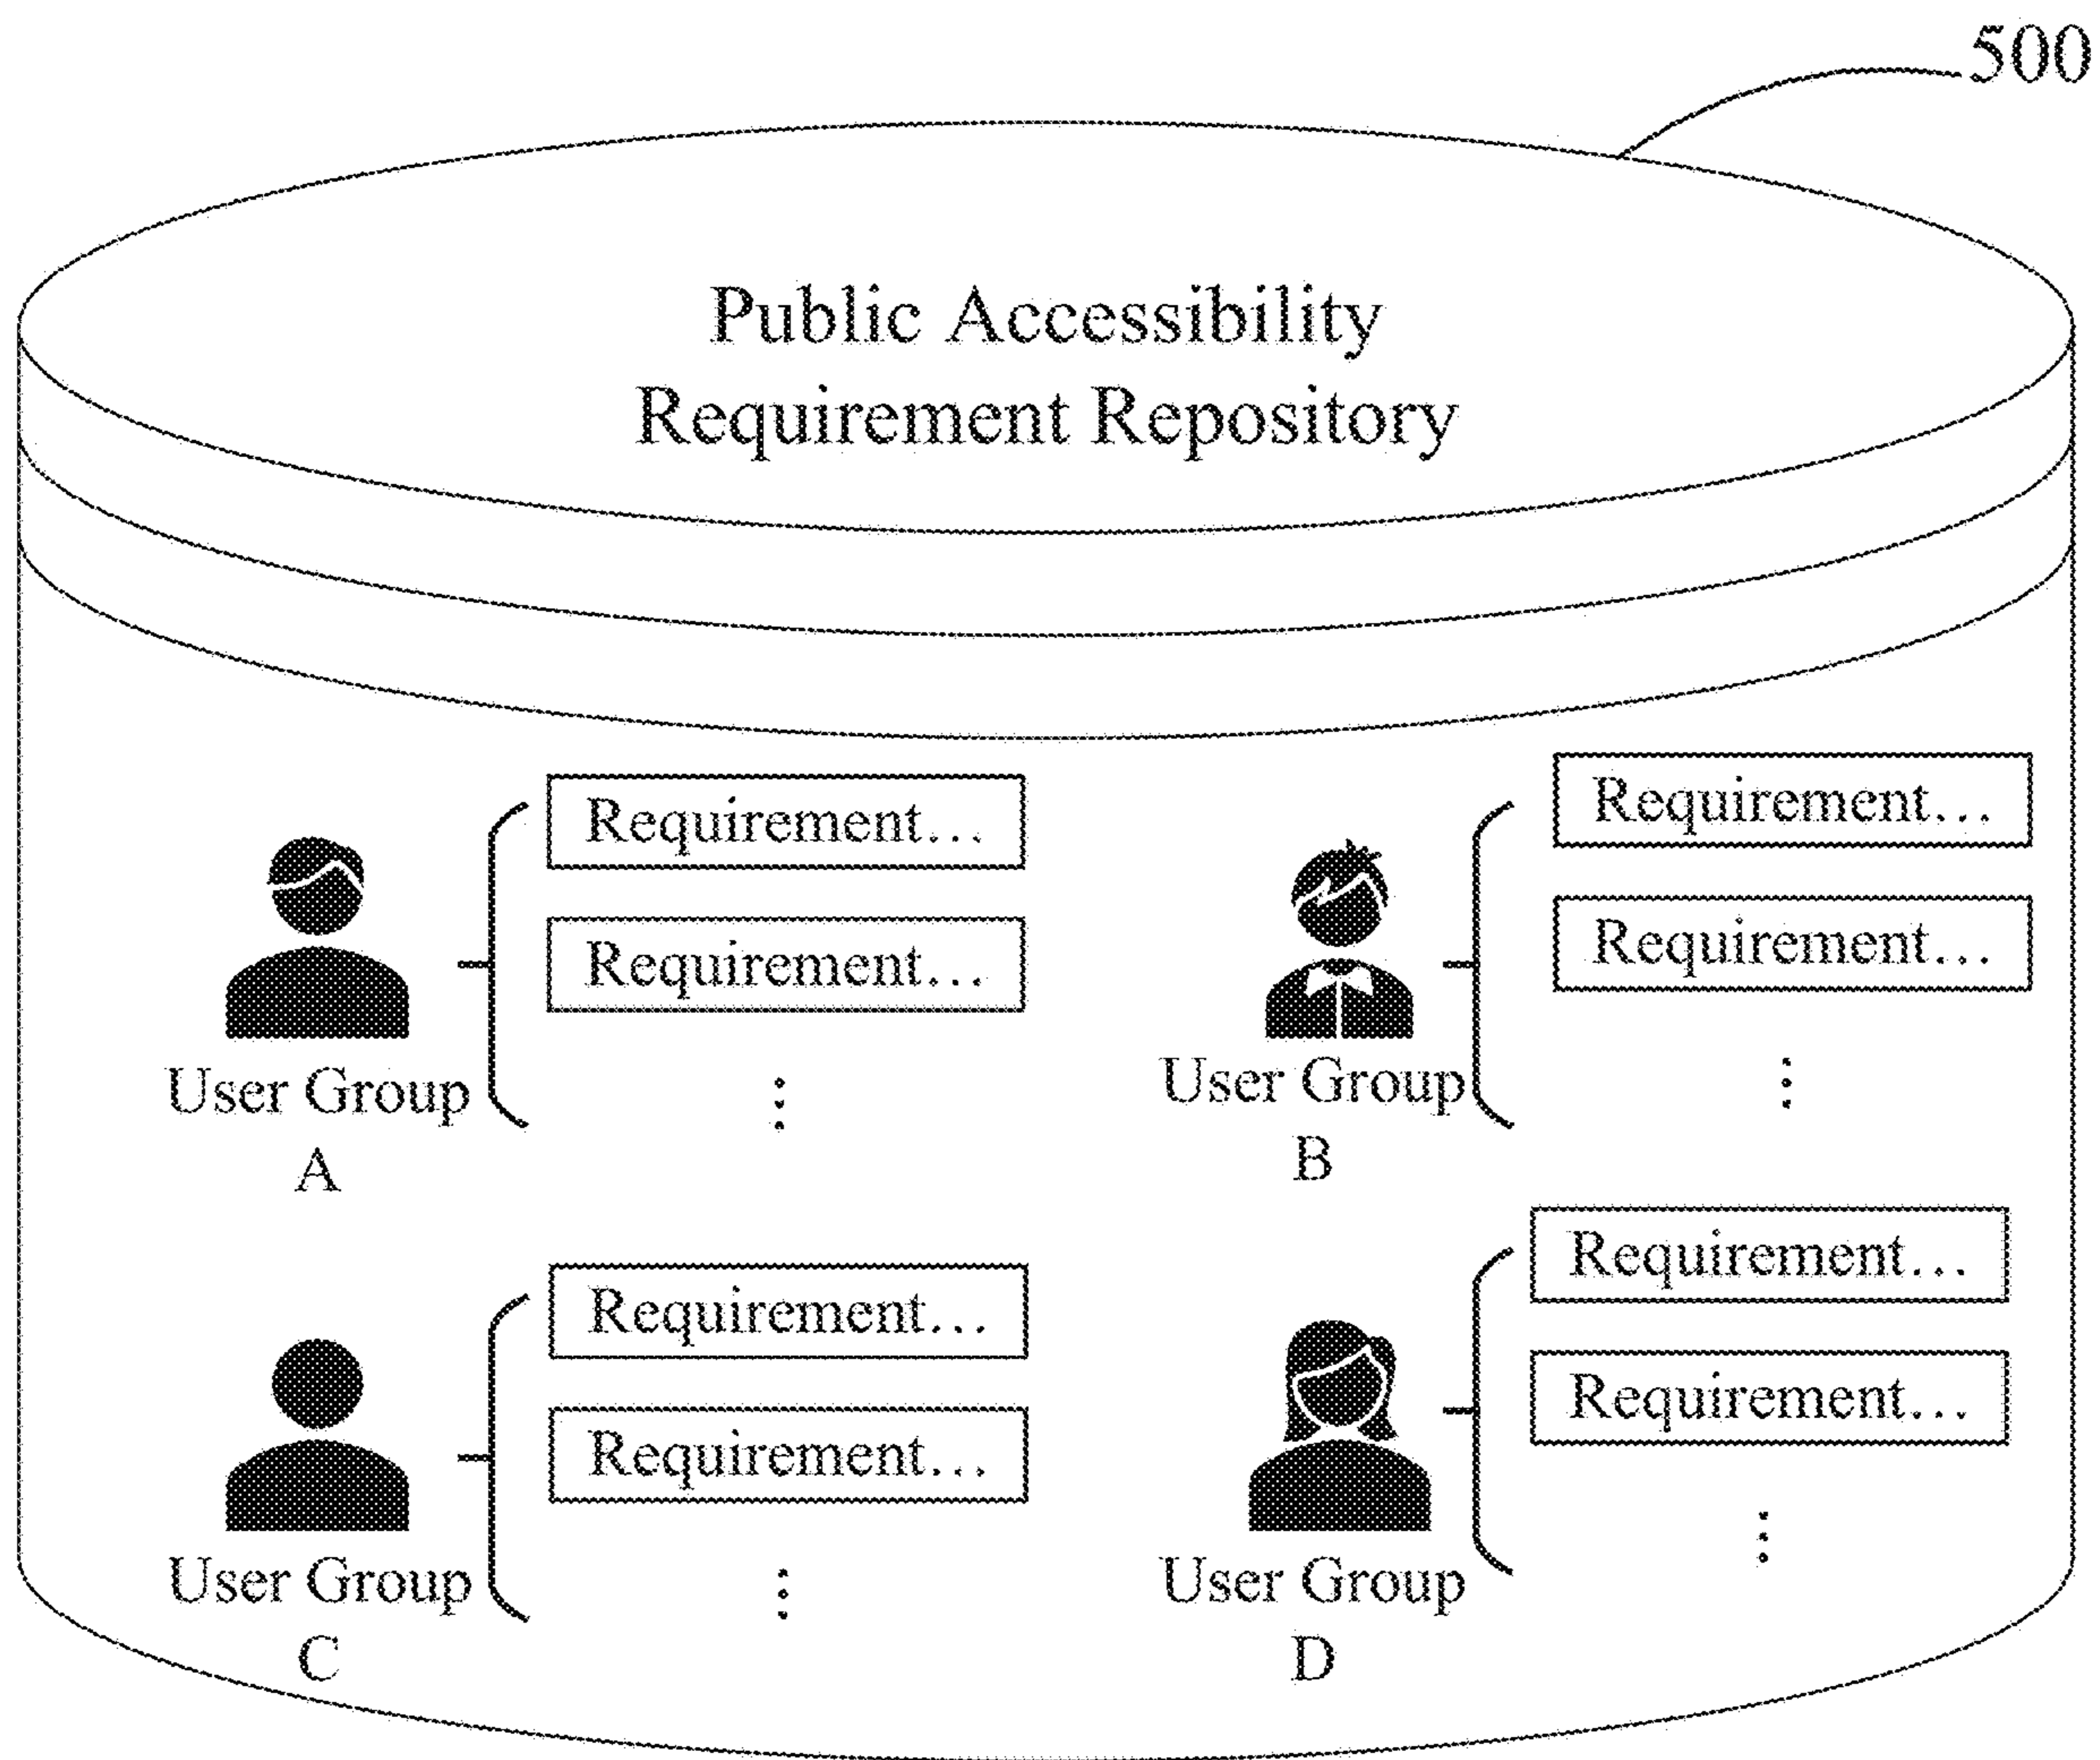 500
Public Accessibility
Requirement Repository
Requirement...
Requirement...
⋮
User Group
A
Requirement...
Requirement...
⋮
User Group
B
Requirement...
Requirement...
⋮
User Group
C
Requirement...
Requirement...
⋮
User Group
D